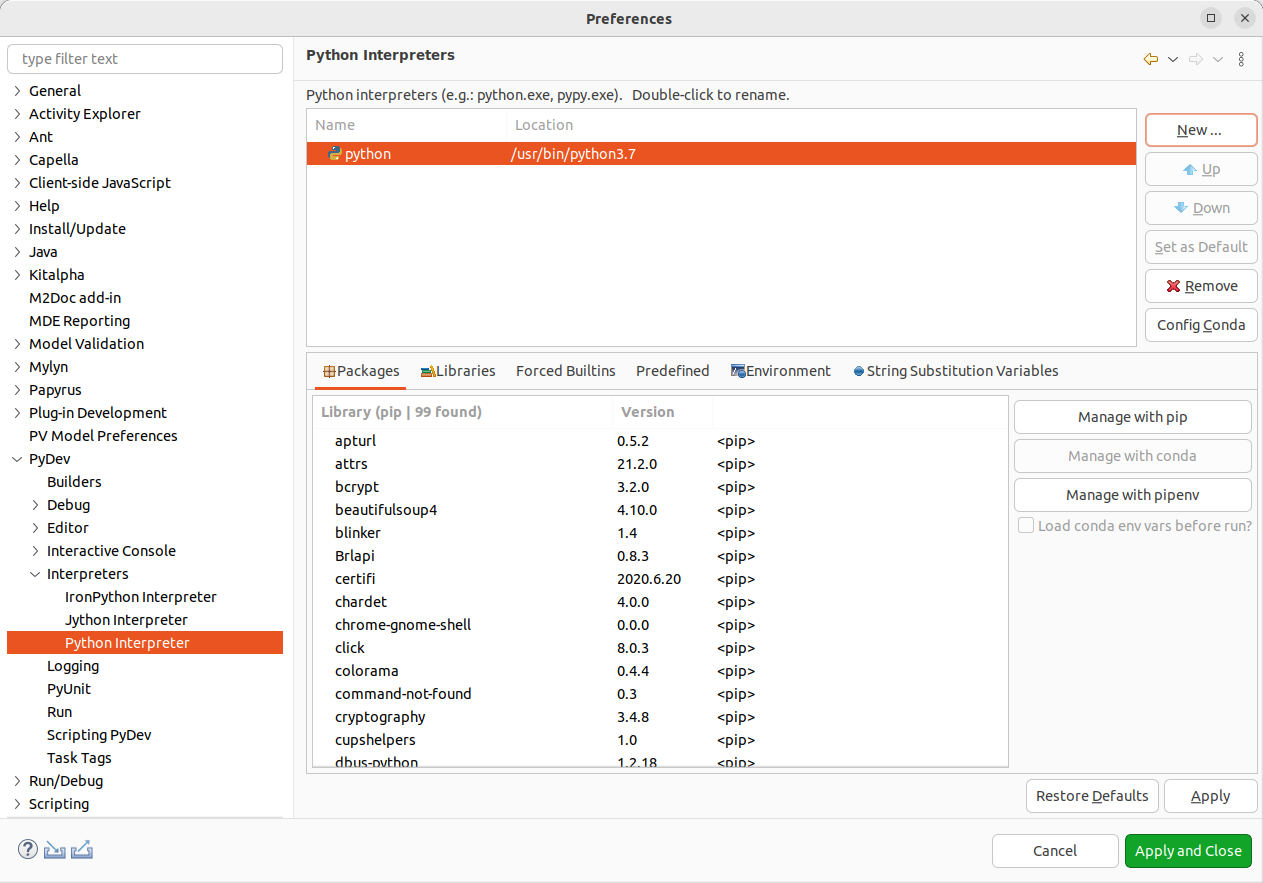 Preferences
type filter text
General
Activity Explorer
Ant
Capella
Client-side JavaScript
Help
Install/Update
Java
Kitalpha
M2Doc add-in
MDE Reporting
Model Validation
Mylyn
Papyrus
Plug-in Development
PV Model Preferences
PyDev
Builders
Debug
Editor
Interactive Console
Interpreters
IronPython Interpreter
Jython Interpreter
Python Interpreter
Logging
PyUnit
Run
Scripting PyDev
Task Tags
Run/Debug
Scripting
Python Interpreters
Python interpreters (e.g.: python.exe, pypy.exe).   Double-click to rename.
Name Location
python /usr/bin/python3.7
New ...
Up
Down
Set as Default
Remove
Config Conda
Packages Libraries Forced Builtins Predefined Environment String Substitution Variables
Library (pip | 99 found) Version
apturl 0.5.2 <pip>
attrs 21.2.0 <pip>
bcrypt 3.2.0 <pip>
beautifulsoup4 4.10.0 <pip>
blinker 1.4 <pip>
Brlapi 0.8.3 <pip>
certifi 2020.6.20 <pip>
chardet 4.0.0 <pip>
chrome-gnome-shell 0.0.0 <pip>
click 8.0.3 <pip>
colorama 0.4.4 <pip>
command-not-found 0.3 <pip>
cryptography 3.4.8 <pip>
cupshelpers 1.0 <pip>
dbus-python 1.2.18 <pip>
Manage with pip
Manage with conda
Manage with pipenv
Load conda env vars before run?
Restore Defaults Apply
Cancel Apply and Close